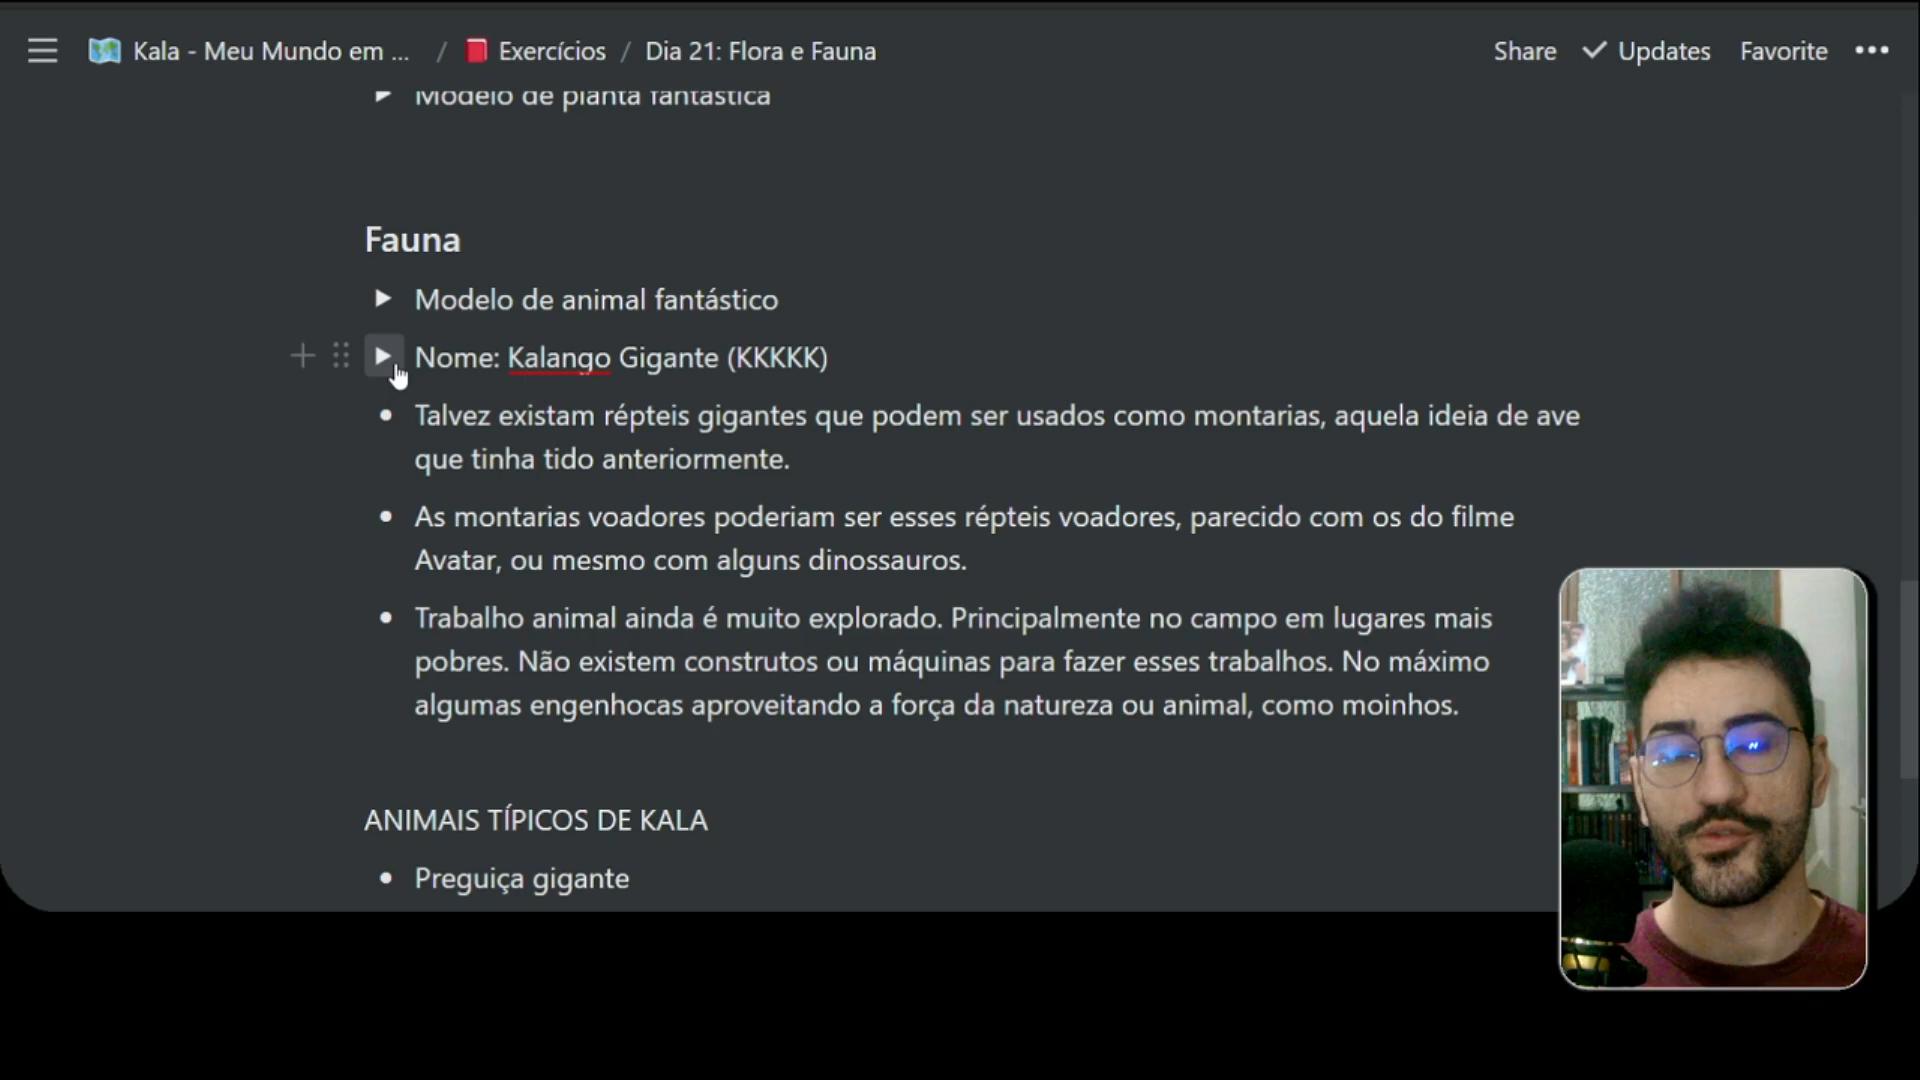 Kala - Meu Mundo em ... / Exercícios / Dia 21: Flora e Fauna Share Updates Favorite
Modelo de planta fantástica
Fauna
Modelo de animal fantástico
Nome: Kalango Gigante (KKKKK)
Talvez existam répteis gigantes que podem ser usados como montarias, aquela ideia de ave
que tinha tido anteriormente.
As montarias voadores poderiam ser esses répteis voadores, parecido com os do filme
Avatar, ou mesmo com alguns dinossauros.
Trabalho animal ainda é muito explorado. Principalmente no campo em lugares mais
pobres. Não existem construtos ou máquinas para fazer esses trabalhos. No máximo
algumas engenhocas aproveitando a força da natureza ou animal, como moinhos.
ANIMAIS TÍPICOS DE KALA
Preguiça gigante